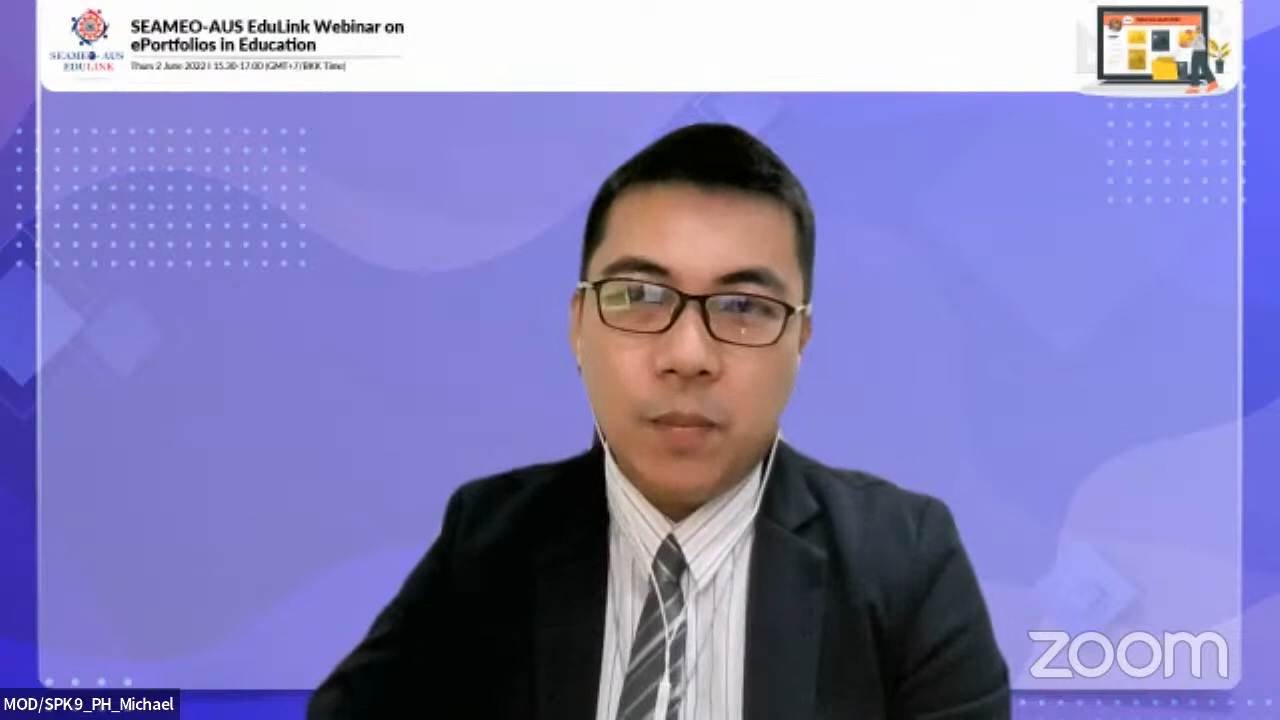 SEAMEO-AUS EduLink Webinar on
ePortfolios in Education
Thurs 2 June 2022 I 15.30-17.00 (GMT+7/BKK Time)
SEAMEO-AUS
EDULINK
zoom
MOD/SPK9_PH_Michael